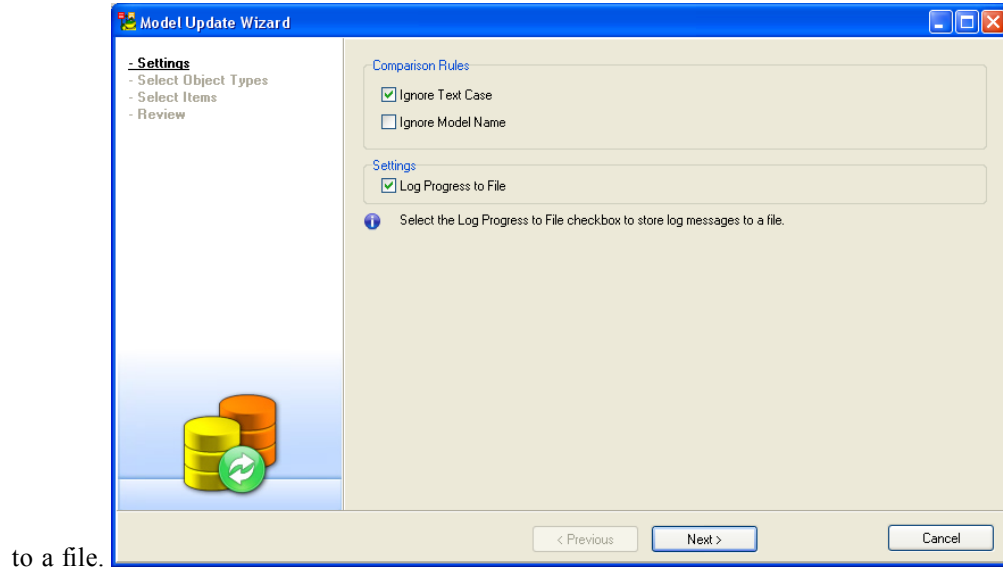 Model Update Wizard
- Settings
- Select Object Types
- Select Items
- Review
Comparison Rules
Ignore Text Case
Ignore Model Name
Settings
Log Progress to File
Select the Log Progress to File checkbox to store log messages to a file.
< Previous
Next >
Cancel
to a file.